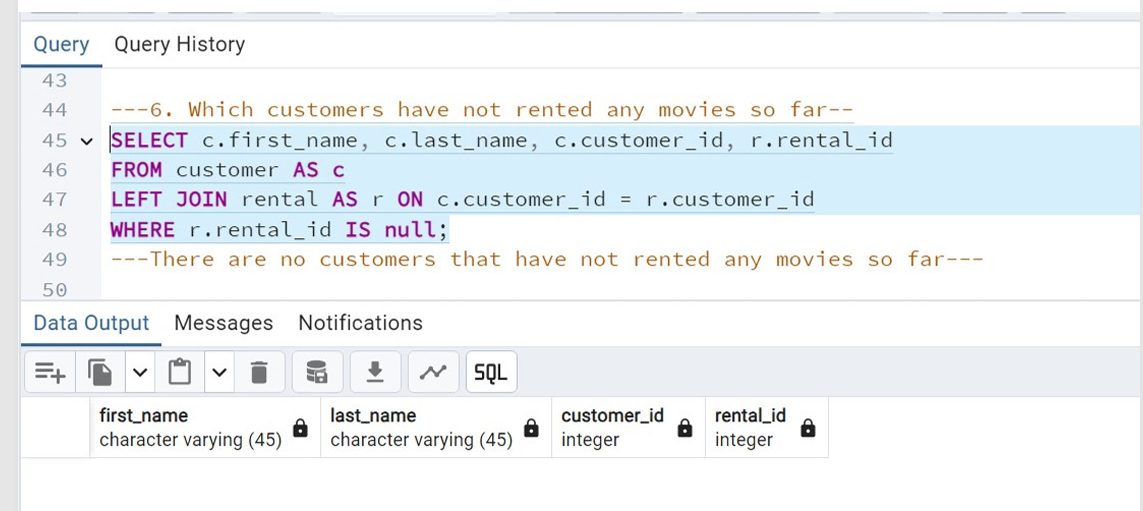 Query Query History
43
44 ---6. Which customers have not rented any movies so far--
45 SELECT c.first_name, c.last_name, c.customer_id, r.rental_id
46 FROM customer AS c
47 LEFT JOIN rental AS r ON c.customer_id = r.customer_id
48 WHERE r.rental_id IS null;
49 ---There are no customers that have not rented any movies so far---
50
Data Output Messages Notifications
SQL
first_name last_name customer_id rental_id
character varying (45) character varying (45) integer integer